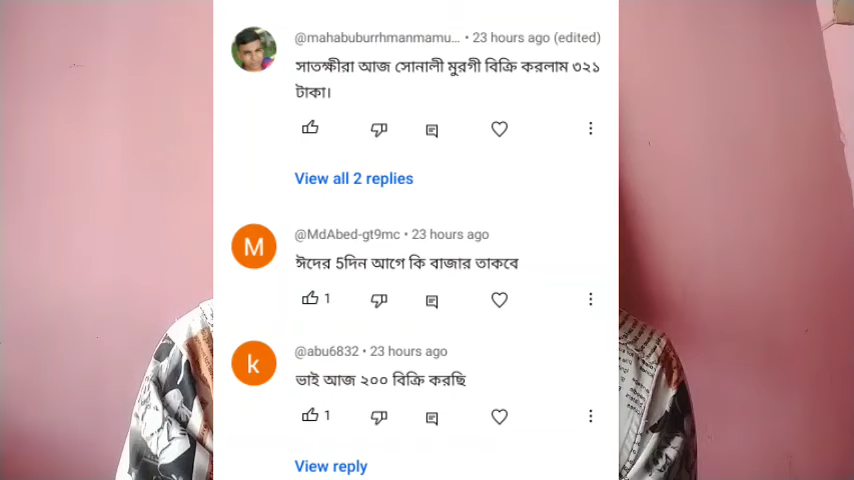 @mahabuburrhmanmamu... • 23 hours ago (edited)
সাতক্ষীরা আজ সোনালী মুরগী বিক্রি করলাম ৩২১
টাকা।
View all 2 replies
M
@MdAbed-gt9mc • 23 hours ago
ঈদের 5দিন আগে কি বাজার তাকবে
1
k
@abu6832 • 23 hours ago
ভাই আজ ২০০ বিক্রি করছি
1
View reply